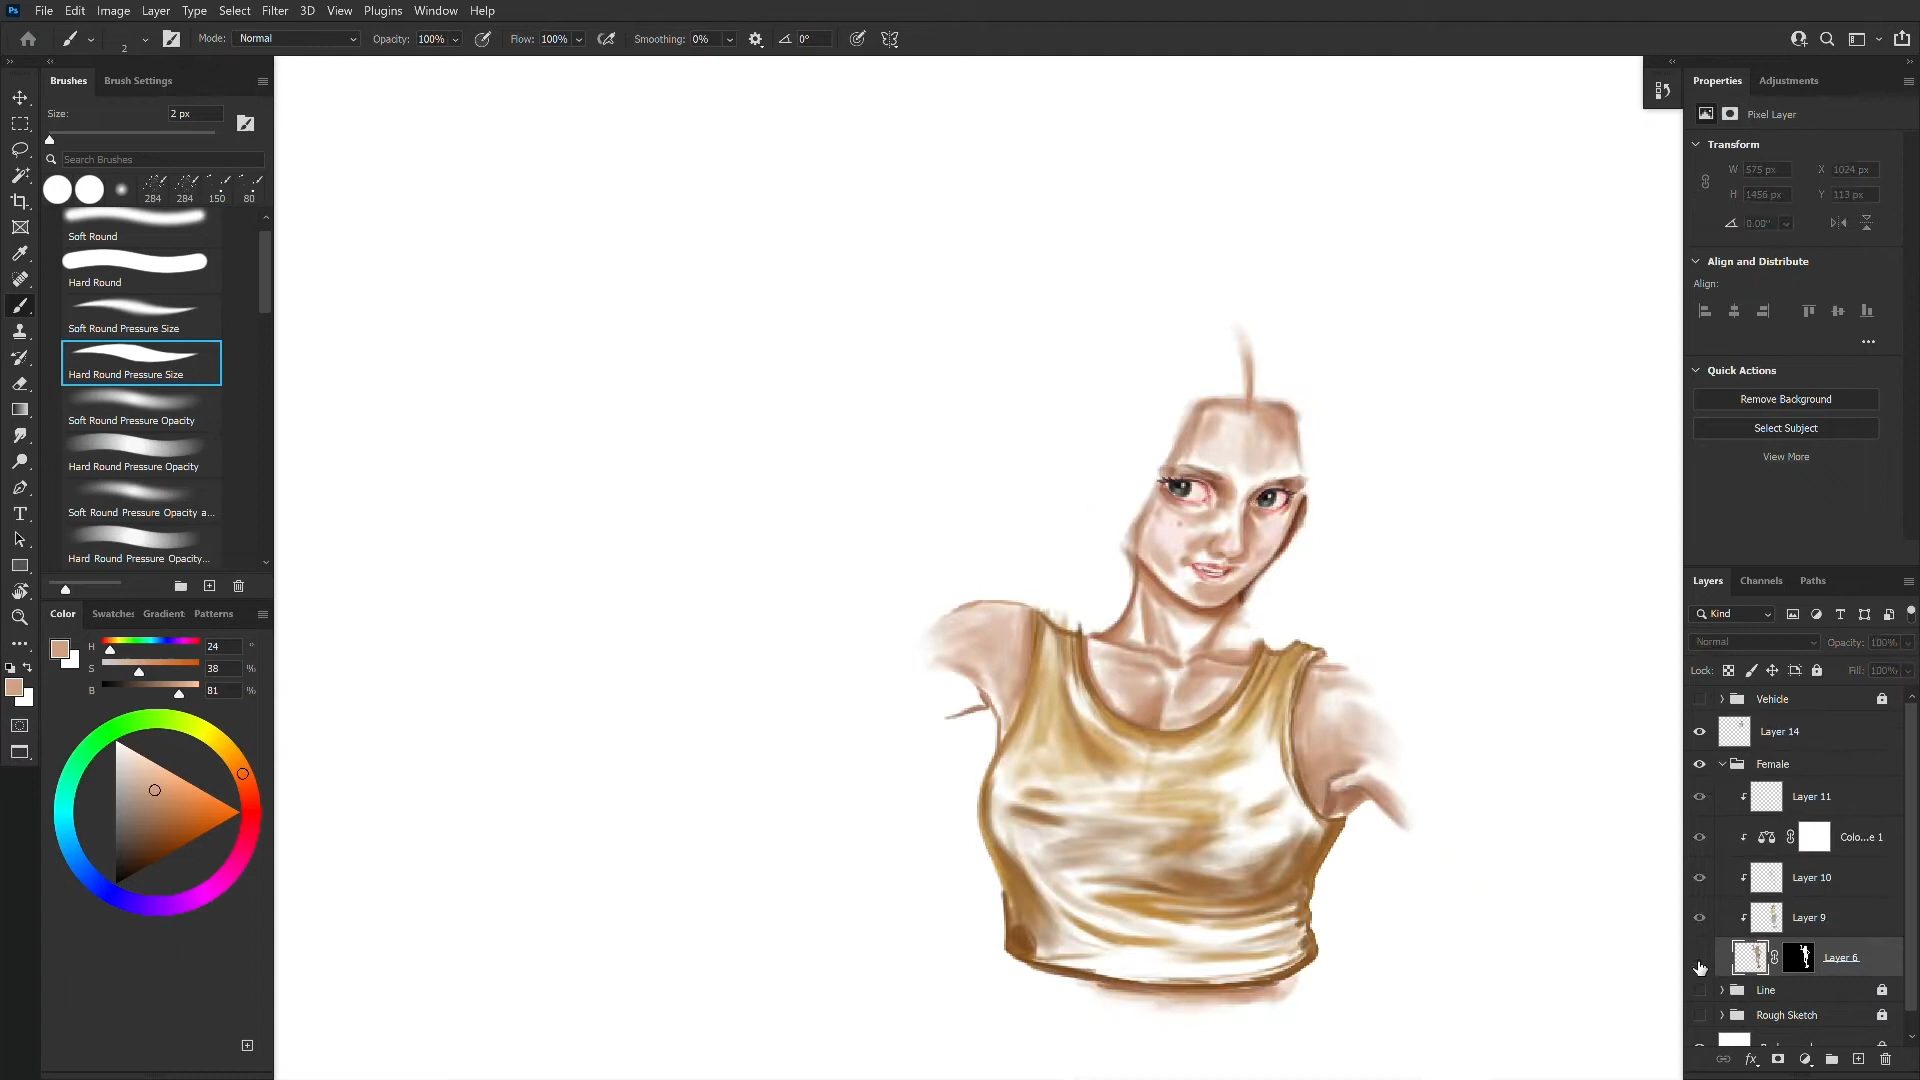 Ps File Edit Image Layer Type Select Filter 3D View Plugins Window Help
2 Mode: Normal Opacity: 100% Flow: 100% Smoothing: 0% 0°
Brushes Brush Settings
Size: 2 px
Search Brushes
284 284 150 80
Soft Round
Hard Round
Soft Round Pressure Size
Hard Round Pressure Size
Soft Round Pressure Opacity
Hard Round Pressure Opacity
Soft Round Pressure Opacity a...
Hard Round Pressure Opacity...
Color Swatches Gradient Patterns
H 24 °
S 38 %
B 81 %
Properties Adjustments
Pixel Layer
Transform
W 575 px X 1024 px
H 1456 px Y 113 px
0.00°
Align and Distribute
Align:
Quick Actions
Remove Background
Select Subject
View More
Layers Channels Paths
Kind
Normal Opacity: 100%
Lock: Fill: 100%
Vehicle
Layer 14
Female
Layer 11
Colo...e 1
Layer 10
Layer 9
Layer 6
Line
Rough Sketch